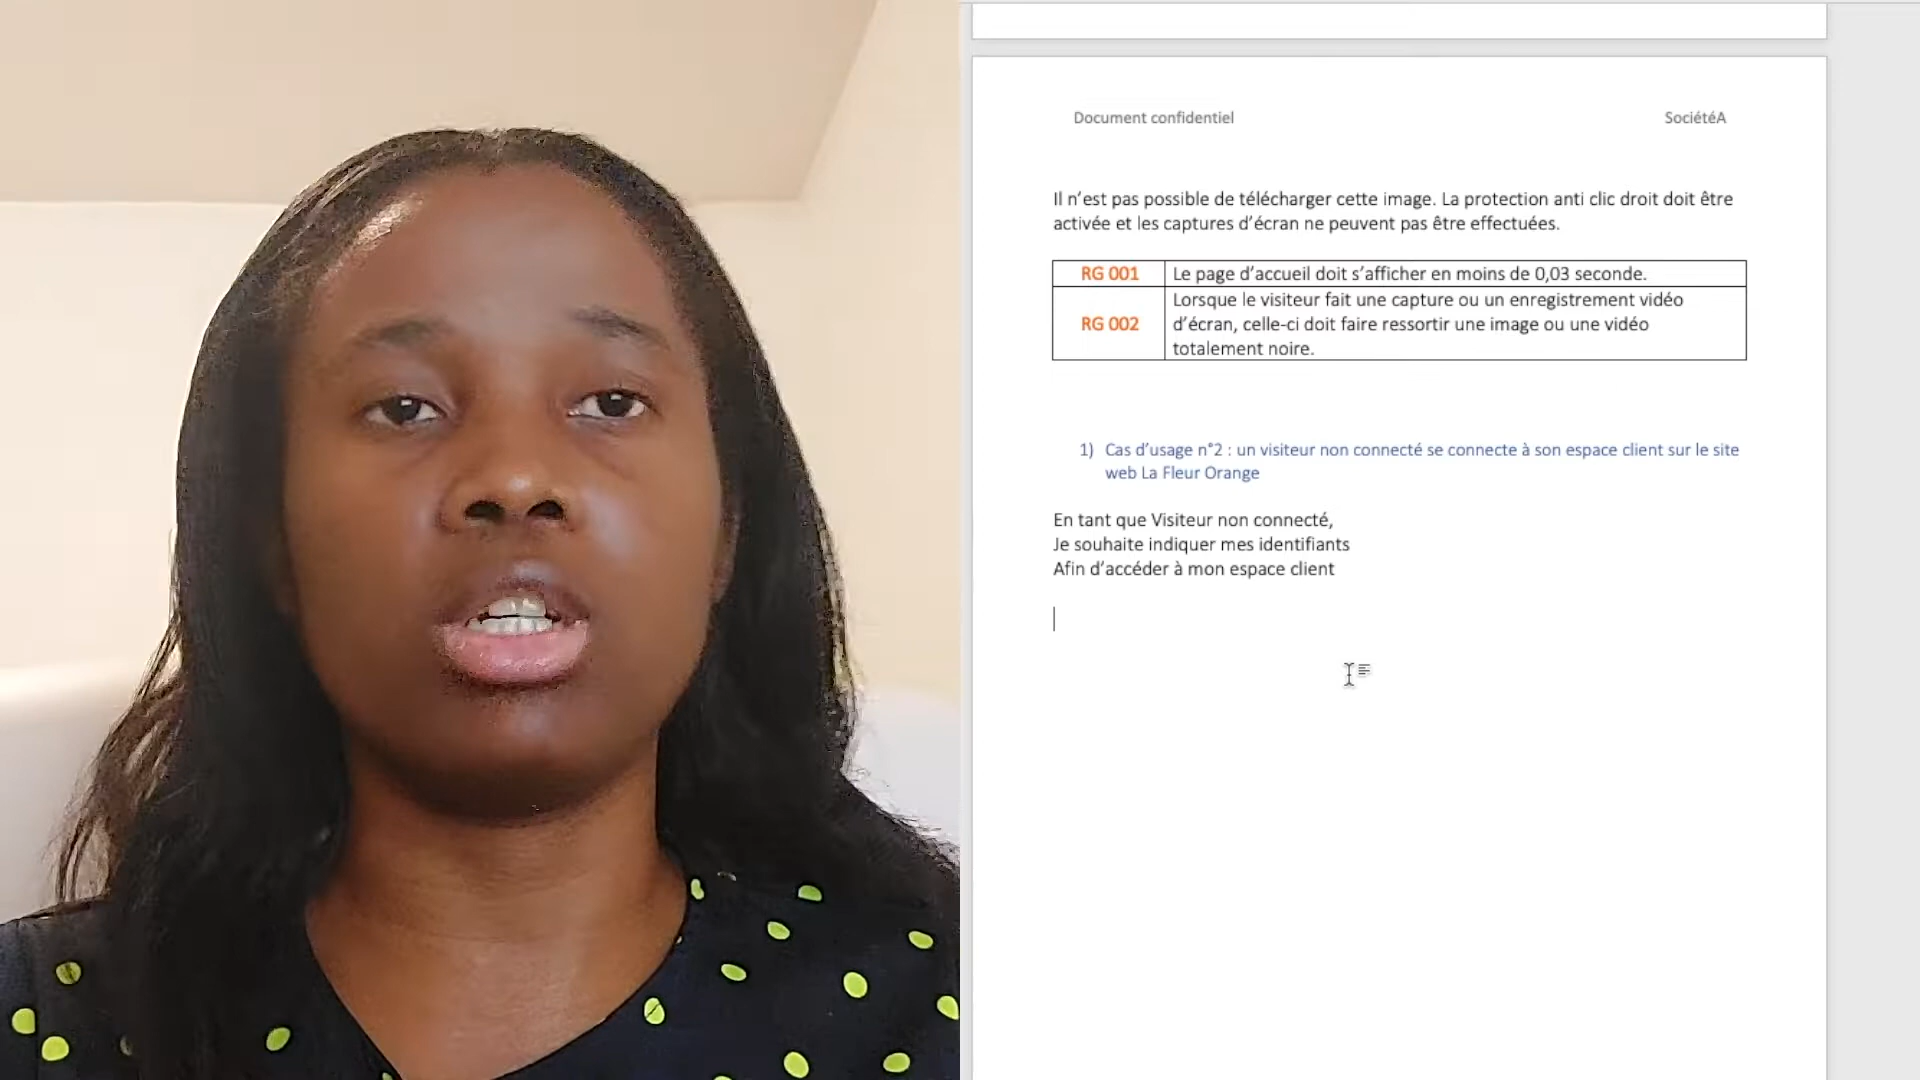 Document confidentiel
SociétéA
Il n’est pas possible de télécharger cette image. La protection anti clic droit doit être
activée et les captures d’écran ne peuvent pas être effectuées.
RG 001
Le page d’accueil doit s’afficher en moins de 0,03 seconde.
RG 002
Lorsque le visiteur fait une capture ou un enregistrement vidéo
d’écran, celle-ci doit faire ressortir une image ou une vidéo
totalement noire.
1) Cas d’usage n°2 : un visiteur non connecté se connecte à son espace client sur le site
web La Fleur Orange
En tant que Visiteur non connecté,
Je souhaite indiquer mes identifiants
Afin d’accéder à mon espace client